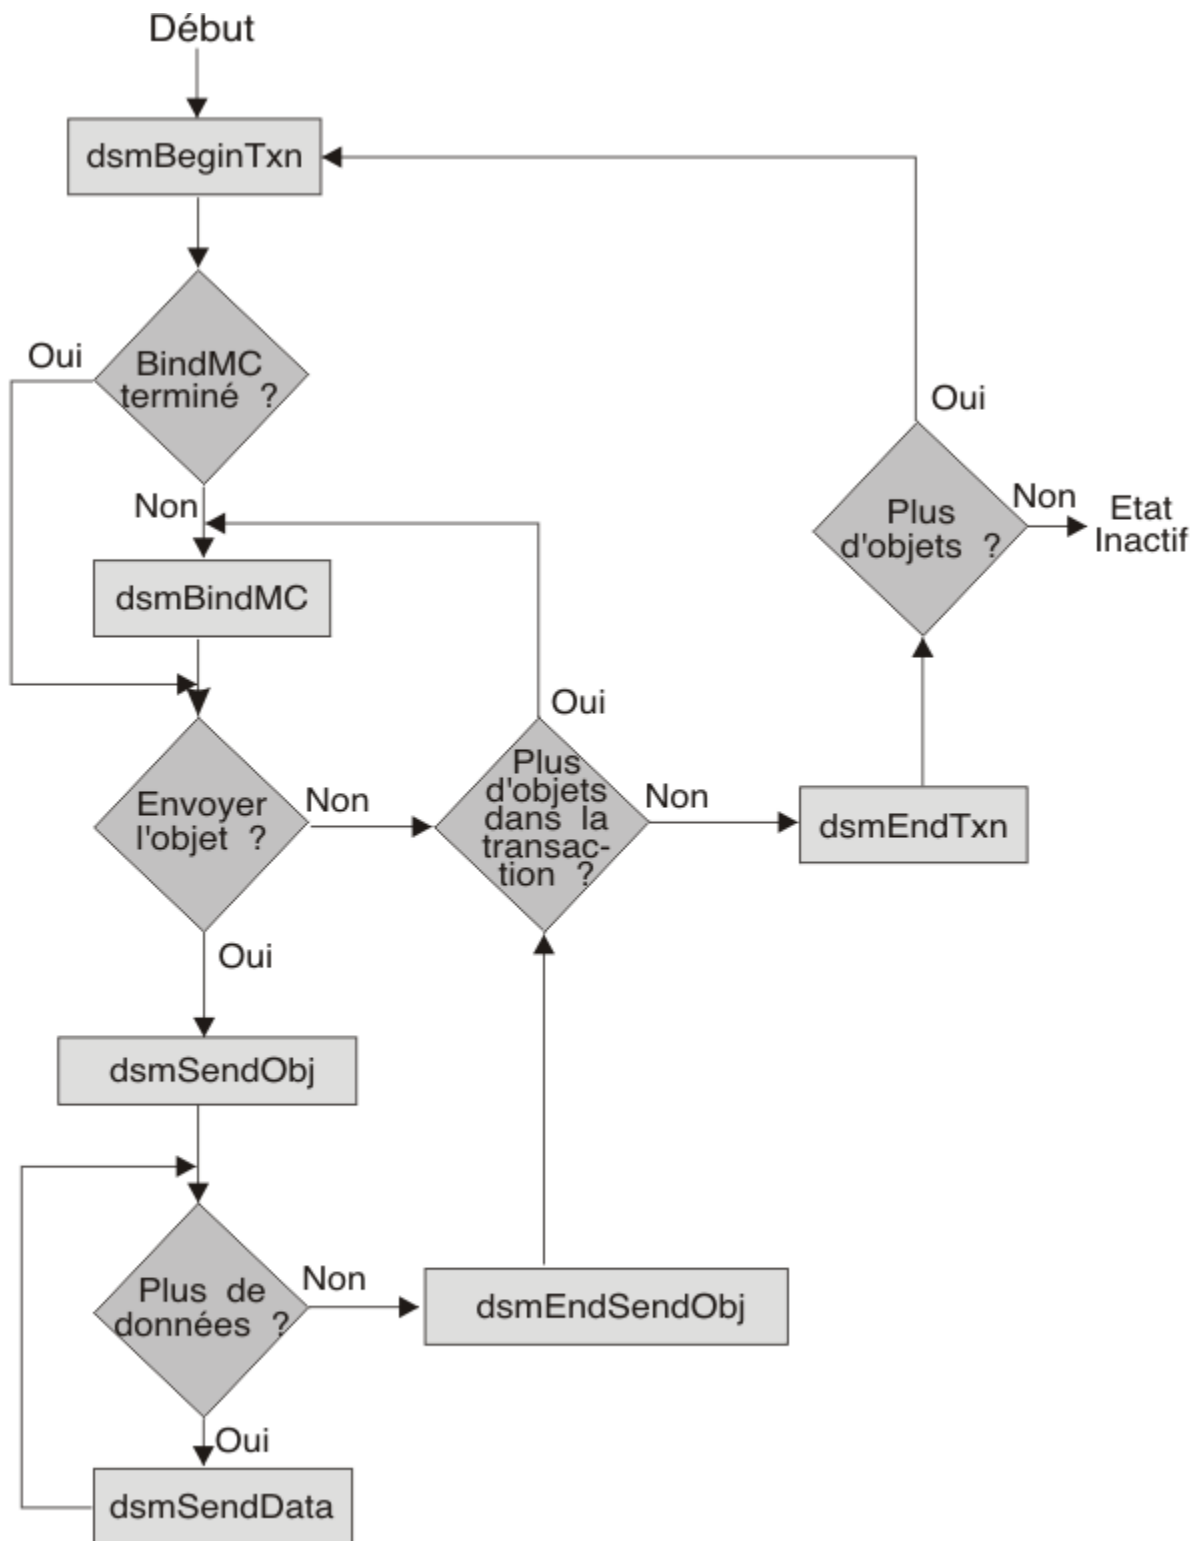 Début
dsmBeginTxn
Oui
BindMC
terminé ?
Non
dsmBindMC
Oui
Plus
d'objets ?
Non
Etat
Inactif
Envoyer
l'objet ?
Non
Oui
Plus
d'objets
dans la
transac-
tion ?
Non
dsmEndTxn
Oui
dsmSendObj
Plus de
données ?
Non
dsmEndSendObj
Oui
dsmSendData